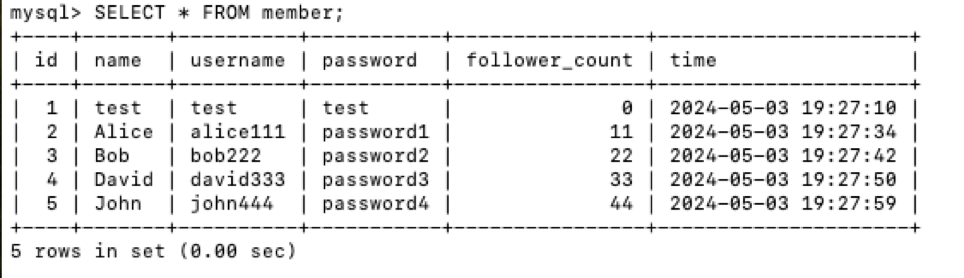 mysql> SELECT * FROM member;
+----+-------+----------+-----------+----------------+---------------------+
| id | name  | username | password  | follower_count | time                |
+----+-------+----------+-----------+----------------+---------------------+
|  1 | test  | test     | test      |              0 | 2024-05-03 19:27:10 |
|  2 | Alice | alice111 | password1 |             11 | 2024-05-03 19:27:34 |
|  3 | Bob   | bob222   | password2 |             22 | 2024-05-03 19:27:42 |
|  4 | David | david333 | password3 |             33 | 2024-05-03 19:27:50 |
|  5 | John  | john444  | password4 |             44 | 2024-05-03 19:27:59 |
+----+-------+----------+-----------+----------------+---------------------+
5 rows in set (0.00 sec)